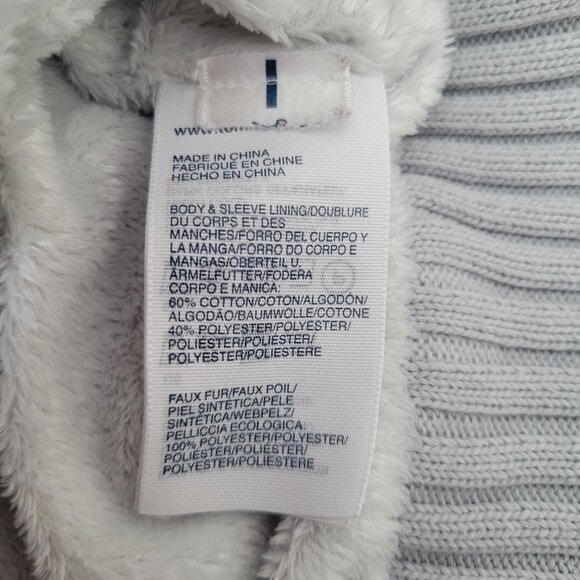 MADE IN CHINA
FABRIQUÉ EN CHINE
HECHO EN CHINA
BODY & SLEEVE LINING/DOUBLURE
DU CORPS ET DES
MANCHES/FORRO DEL CUERPO Y
LA MANGA/FORRO DO CORPO E
MANGAS/OBERTEIL U.
ÄRMELFUTTER/FODERA
CORPO E MANICA:
60% COTTON/COTON/ALGODÓN/
ALGODÃO/BAUMWOLLE/COTONE
40% POLYESTER/POLYESTER/
POLIÉSTER/POLIÉSTER/
POLYESTER/POLIESTERE
FAUX FUR/FAUX POIL/
PIEL SINTÉTICA/PELE
SINTÉTICA/WEBPELZ/
PELLICCIA ECOLOGICA:
100% POLYESTER/POLYESTER/
POLIÉSTER/POLIÉSTER/
POLYESTER/POLIESTERE